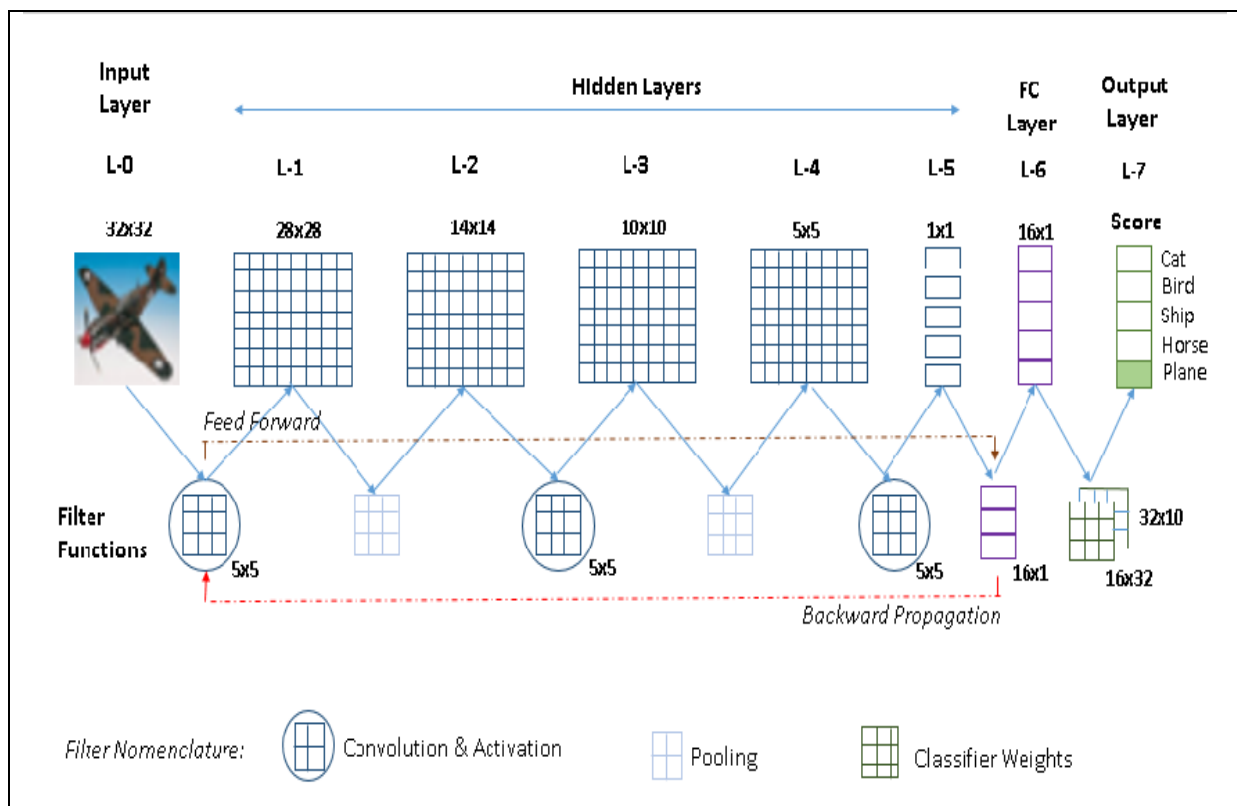 Input
Layer
Hidden Layers
FC
Layer
Output
Layer
L-0
L-1
L-2
L-3
L-4
L-5
L-6
L-7
32x32
28x28
14x14
10x10
5x5
1x1
16x1
Score
Cat
Bird
Ship
Horse
Plane
Feed Forward
Filter
Functions
5x5
5x5
5x5
16x1
32x10
16x32
Backward Propagation
Filter Nomenclature:
Convolution & Activation
Pooling
Classifier Weights